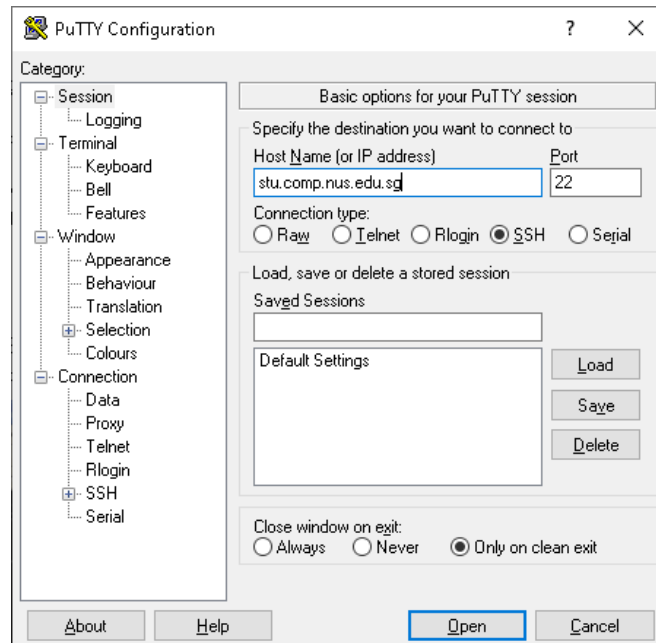 PuTTY Configuration
Category:
Session
Logging
Terminal
Keyboard
Bell
Features
Window
Appearance
Behaviour
Translation
Selection
Colours
Connection
Data
Proxy
Telnet
Rlogin
SSH
Serial
Basic options for your PuTTY session
Specify the destination you want to connect to
Host Name (or IP address) Port
stu.comp.nus.edu.sg 22
Connection type:
Raw Telnet Rlogin SSH Serial
Load, save or delete a stored session
Saved Sessions
Default Settings
Load
Save
Delete
Close window on exit:
Always Never Only on clean exit
About Help Open Cancel